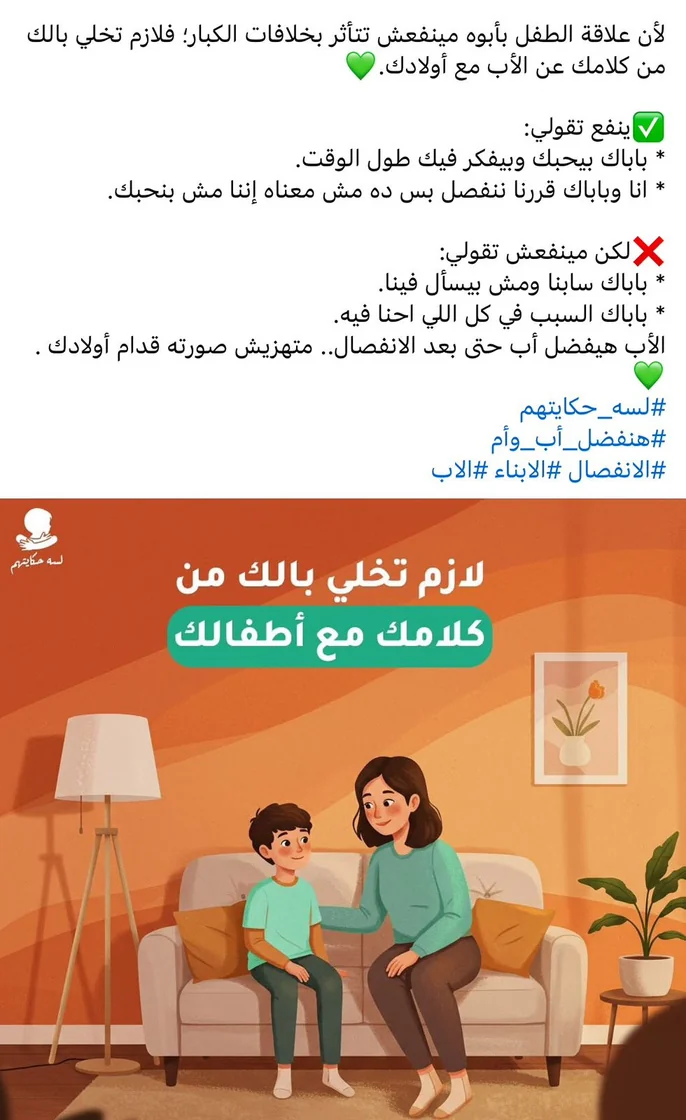 لأن علاقة الطفل بأبوه مينفعش تتأثر بخلافات الكبار؛ فلازم تخلي بالك
من كلامك عن الأب مع أولادك.💚
✅ينفع تقولي:
* باباك بيحبك وبيفكر فيك طول الوقت.
* انا وباباك قررنا ننفصل بس ده مش معناه إننا مش بنحبك.
❌لكن مينفعش تقولي:
* باباك سابنا ومش بيسأل فينا.
* باباك السبب في كل اللي احنا فيه.
الأب هيفضل أب حتى بعد الانفصال.. متهزيش صورته قدام أولادك .
💚
#لسه_حكايتهم
#هنفضل_أب_وأم
#الانفصال #الابناء #الاب
لسه حكايتهم
لازم تخلي بالك من
كلامك مع أطفالك